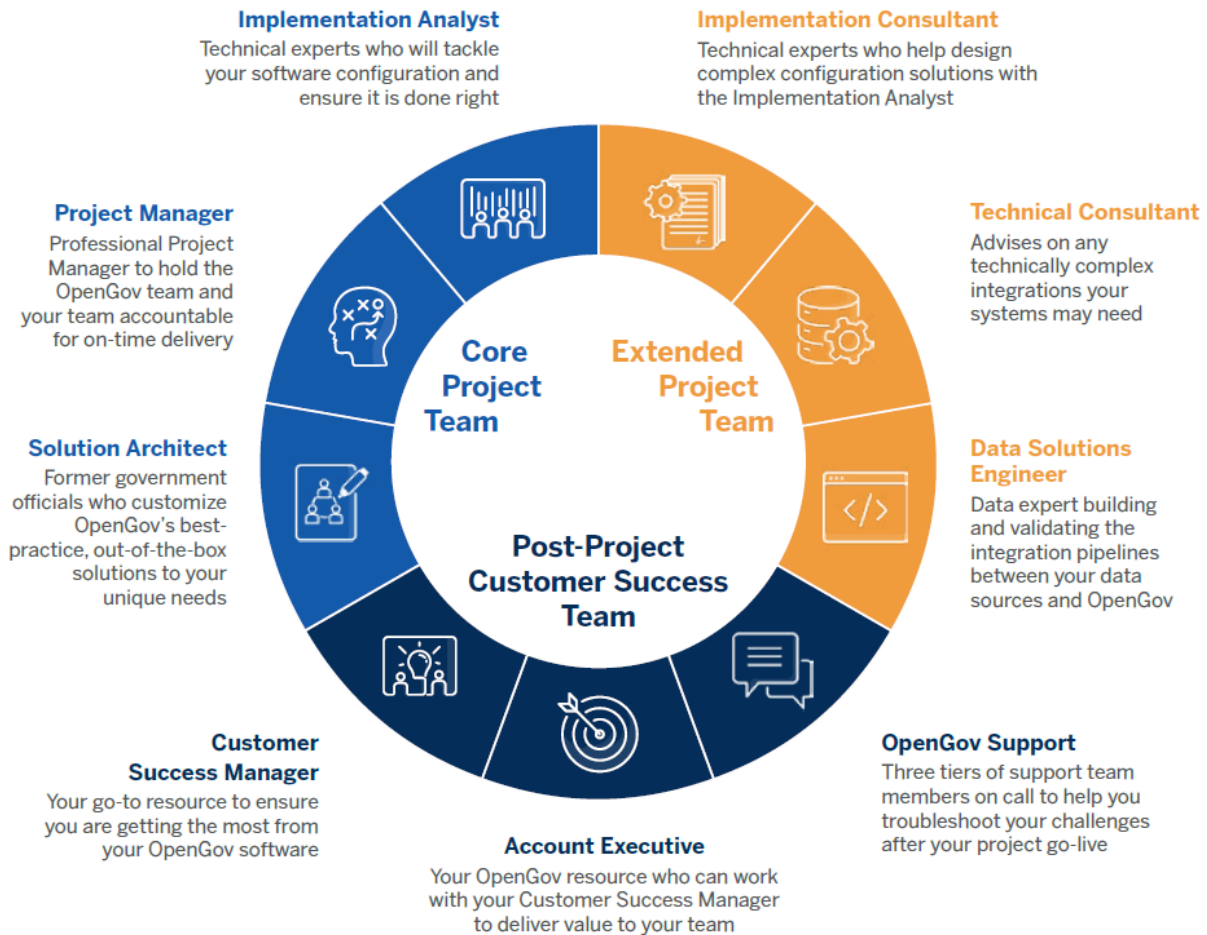 Implementation Analyst
Technical experts who will tackle
your software configuration and
ensure it is done right
Implementation Consultant
Technical experts who help design
complex configuration solutions with
the Implementation Analyst
Project Manager
Professional Project
Manager to hold the
OpenGov team and
your team accountable
for on-time delivery
Technical Consultant
Advises on any
technically complex
integrations your
systems may need
Core
Project
Team
Extended
Project
Team
Solution Architect
Former government
officials who customize
OpenGov's best-
practice, out-of-the-box
solutions to your
unique needs
Data Solutions
Engineer
Data expert building
and validating the
integration pipelines
between your data
sources and OpenGov
Post-Project
Customer Success
Team
Customer
Success Manager
Your go-to resource to ensure
you are getting the most from
your OpenGov software
Account Executive
Your OpenGov resource who can work
with your Customer Success Manager
to deliver value to your team
OpenGov Support
Three tiers of support team
members on call to help you
troubleshoot your challenges
after your project go-live